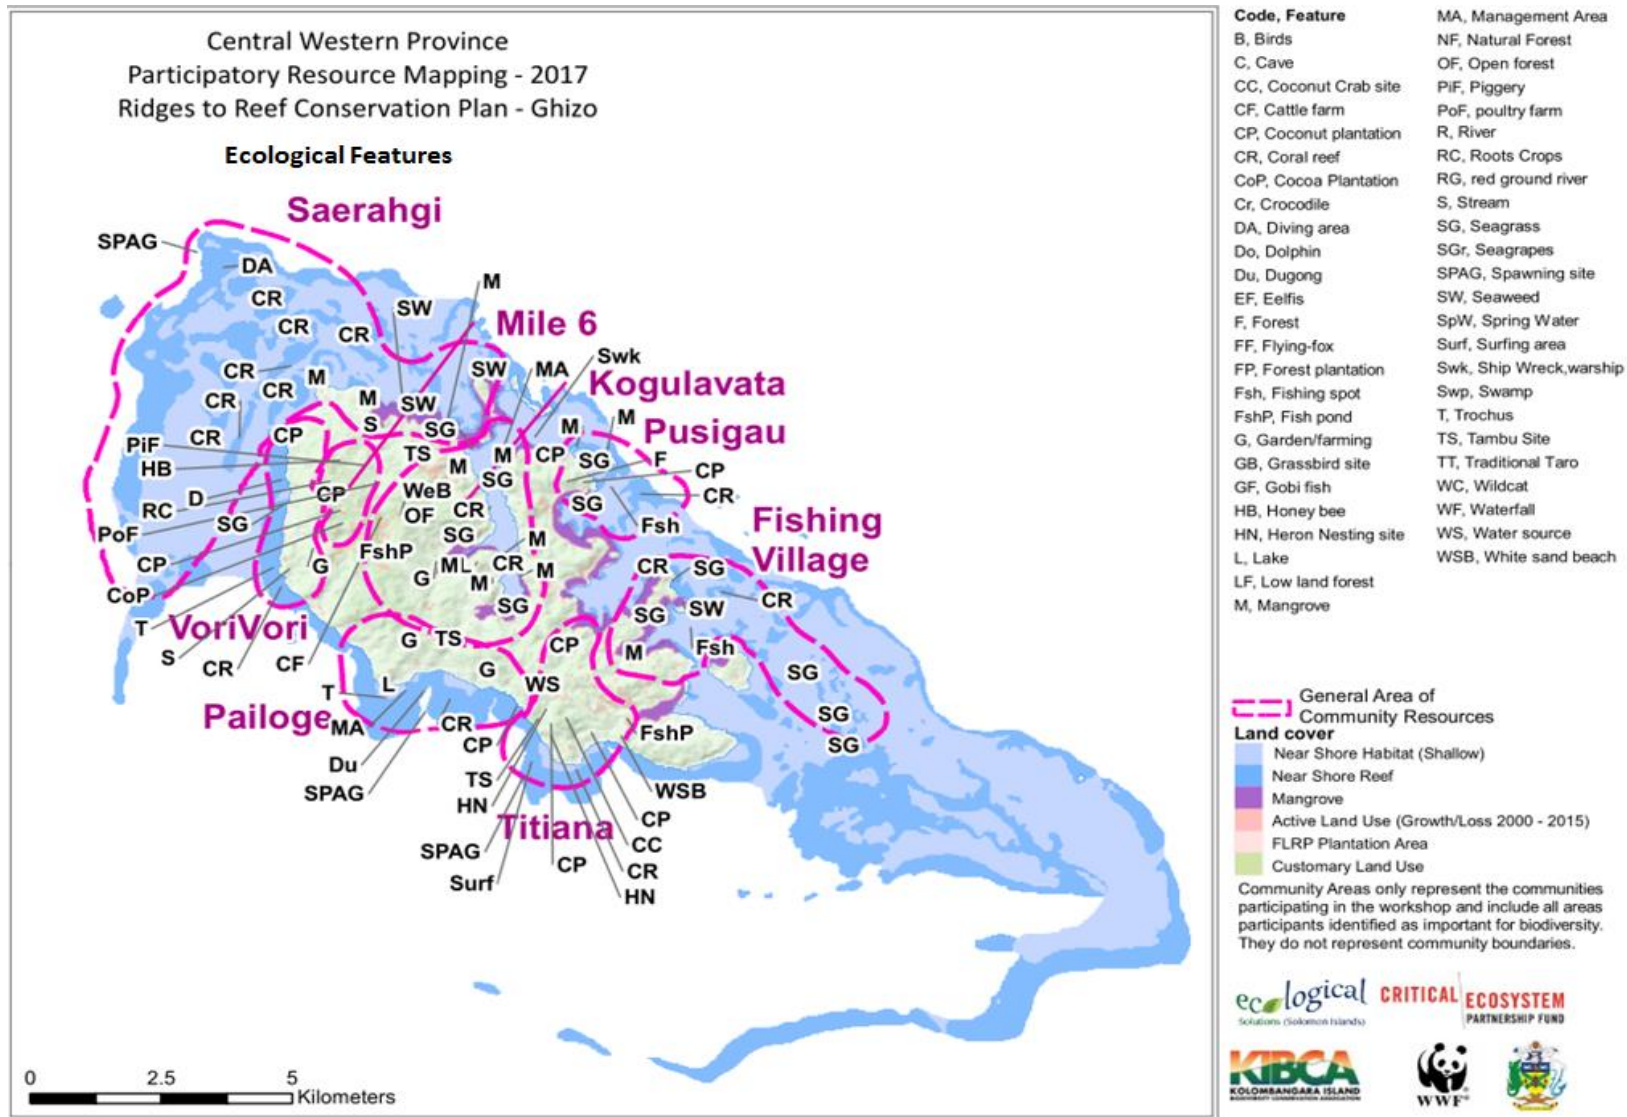 Central Western Province
Participatory Resource Mapping - 2017
Ridges to Reef Conservation Plan - Ghizo
Ecological Features
Saerahgi
SPAG
DA
CR
M
SW
CR
CR
Mile 6
Swk
CR
M
SW
MA
Kogulavata
CR
CR
M
SW
M
M
Pusigau
S
SG
CP
CR
PiF
TS
M
M
CP
SG
F
CP
HB
SG
D
CP
WeB
SG
CR
RC
OF
CR
Fsh
Fishing
Village
SG
PoF
SG
M
FshP
CP
G
G
ML
CR
M
CR
SG
M
CoP
SG
SG
SW
CR
T
VoriVori
G
TS
CP
M
Fsh
S
CR
CF
G
SG
T
L
WS
Pailoge
MA
CR
SG
FshP
CP
SG
Du
TS
SPAG
HN
WSB
Titiana
CP
SPAG
CC
CP
CR
Surf
HN
0
2.5
5
Kilometers
Code, Feature
B, Birds
C, Cave
CC, Coconut Crab site
CF, Cattle farm
CP, Coconut plantation
CR, Coral reef
CoP, Cocoa Plantation
Cr, Crocodile
DA, Diving area
Do, Dolphin
Du, Dugong
EF, Eelfis
F, Forest
FF, Flying-fox
FP, Forest plantation
Fsh, Fishing spot
FshP, Fish pond
G, Garden/farming
GB, Grassbird site
GF, Gobi fish
HB, Honey bee
HN, Heron Nesting site
L, Lake
LF, Low land forest
M, Mangrove
MA, Management Area
NF, Natural Forest
OF, Open forest
PiF, Piggery
PoF, poultry farm
R, River
RC, Roots Crops
RG, red ground river
S, Stream
SG, Seagrass
SGr, Seagrapes
SPAG, Spawning site
SW, Seaweed
SpW, Spring Water
Surf, Surfing area
Swk, Ship Wreck,warship
Swp, Swamp
T, Trochus
TS, Tambu Site
TT, Traditional Taro
WC, Wildcat
WF, Waterfall
WS, Water source
WSB, White sand beach
General Area of
Community Resources
Land cover
Near Shore Habitat (Shallow)
Near Shore Reef
Mangrove
Active Land Use (Growth/Loss 2000 - 2015)
FLRP Plantation Area
Customary Land Use
Community Areas only represent the communities
participating in the workshop and include all areas
participants identified as important for biodiversity.
They do not represent community boundaries.
ecological
Solutions (Solomon Islands)
CRITICAL ECOSYSTEM
PARTNERSHIP FUND
KIBCA
KOLOMBANGARA ISLAND
BIODIVERSITY CONSERVATION ASSOCIATION
WWF